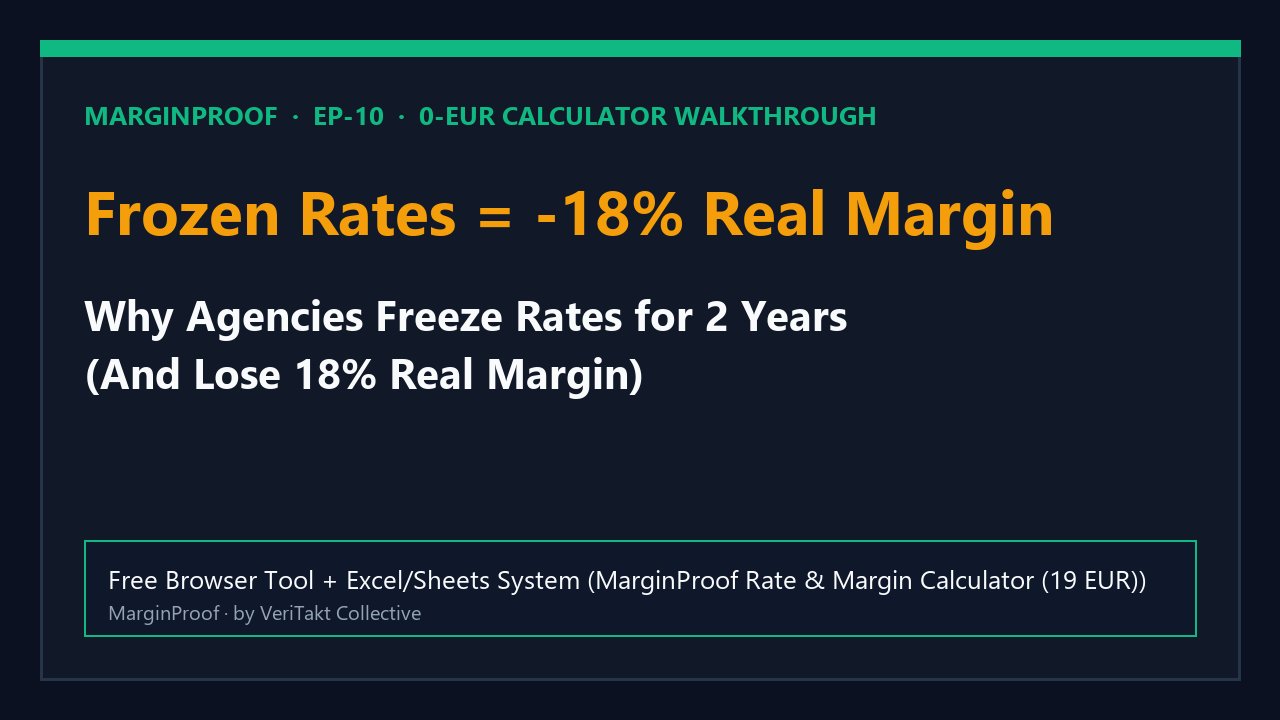 MARGINPROOF · EP-10 · 0-EUR CALCULATOR WALKTHROUGH
Frozen Rates = -18% Real Margin
Why Agencies Freeze Rates for 2 Years
(And Lose 18% Real Margin)
Free Browser Tool + Excel/Sheets System (MarginProof Rate & Margin Calculator (19 EUR))
MarginProof · by VeriTakt Collective